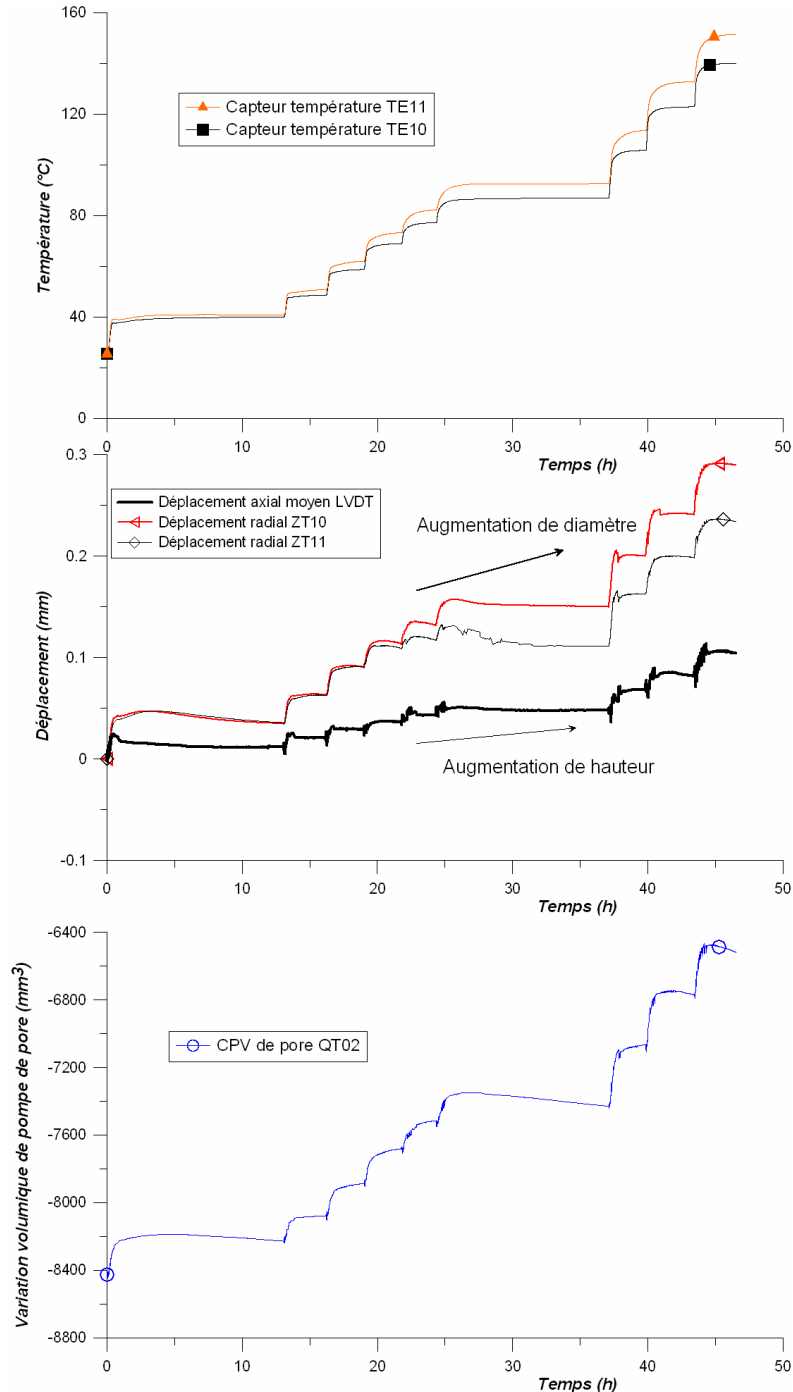 160
120
80
40
0
Température (°C)
Capteur température TE11
Capteur température TE10
0
10
20
30
40
50
Temps (h)
0.3
0.2
0.1
0
-0.1
Déplacement (mm)
Déplacement axial moyen LVDT
Déplacement radial ZT10
Déplacement radial ZT11
Augmentation de diamètre
Augmentation de hauteur
0
10
20
30
40
50
Temps (h)
-6400
-6800
-7200
-7600
-8000
-8400
-8800
Variation volumique de pompe de pore (mm³)
CPV de pore QT02
0
10
20
30
40
50
Temps (h)